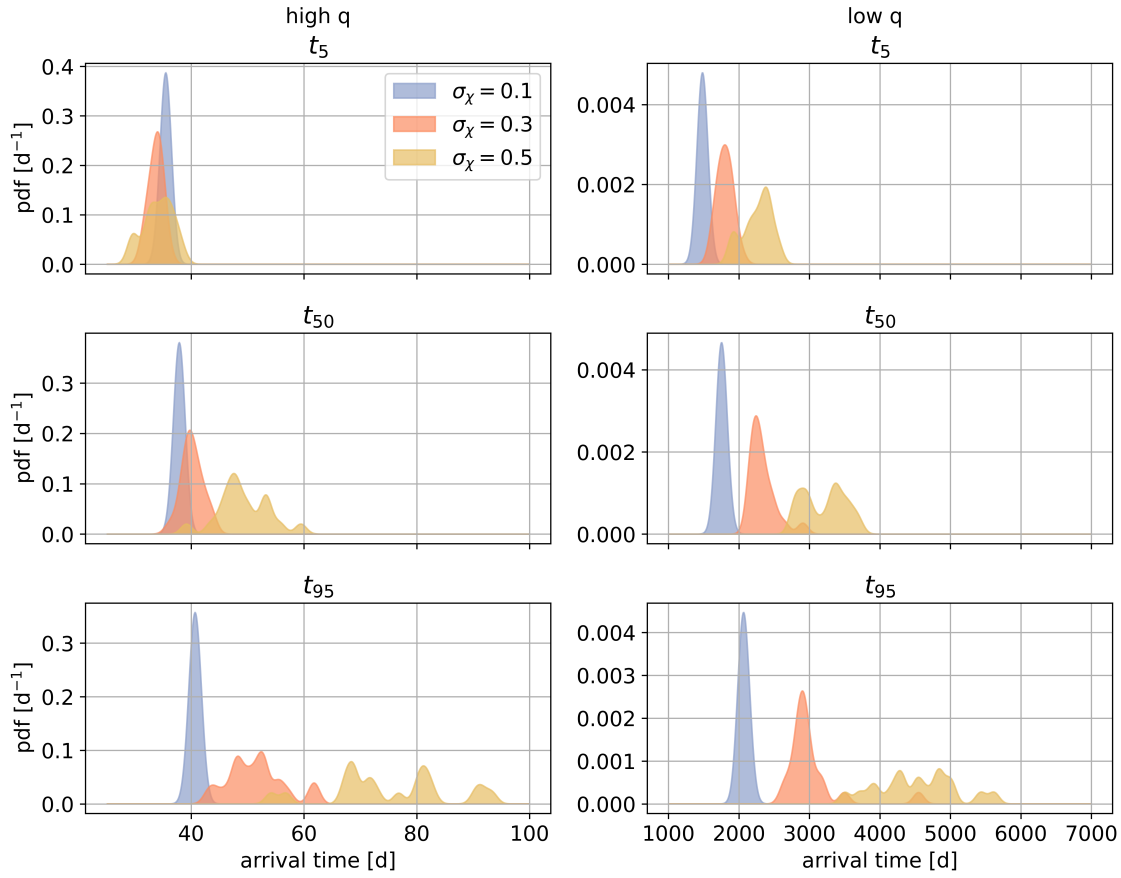 high q
low q
t₅
t₅
0.4
0.3
0.2
0.1
0.0
pdf [d⁻¹]
σᵪ = 0.1
σᵪ = 0.3
σᵪ = 0.5
0.004
0.002
0.000
t₅₀
t₅₀
0.3
0.2
0.1
0.0
pdf [d⁻¹]
0.004
0.002
0.000
t₉₅
t₉₅
0.3
0.2
0.1
0.0
pdf [d⁻¹]
0.004
0.003
0.002
0.001
0.000
40 60 80 100
1000 2000 3000 4000 5000 6000 7000
arrival time [d]
arrival time [d]